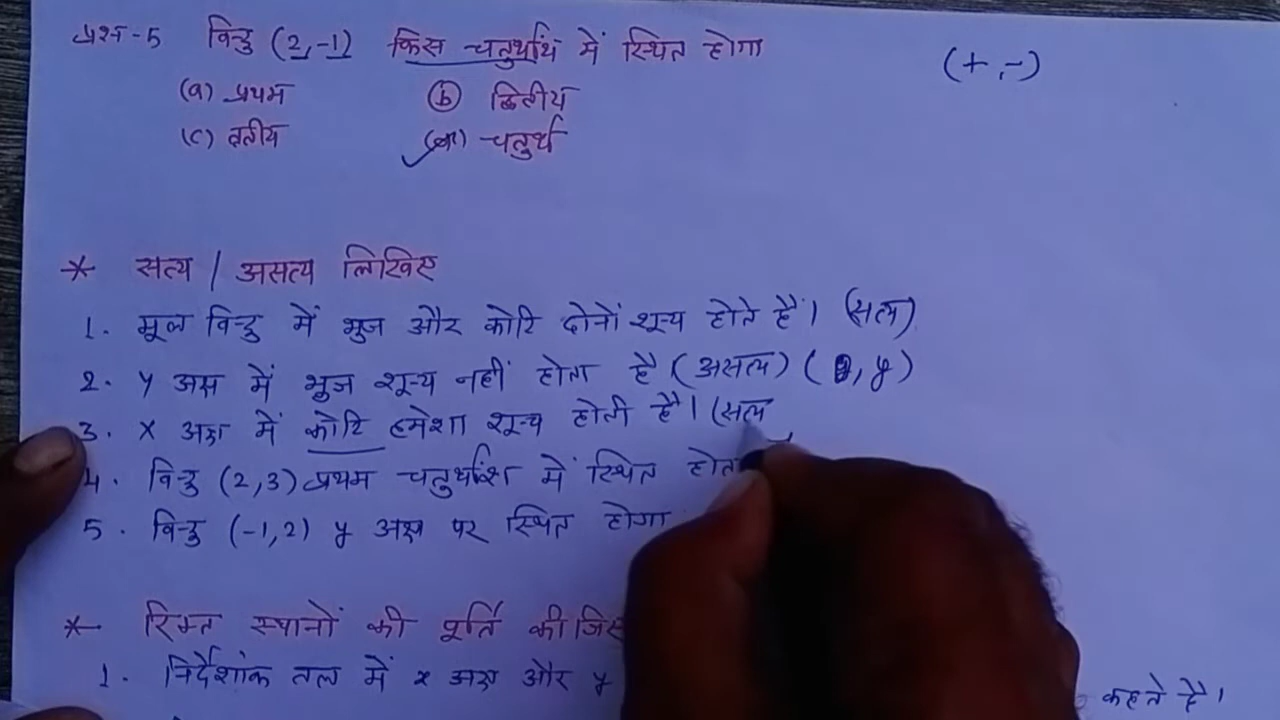 प्रश्न-5 बिन्दु (2,-1) किस चतुर्थांश में स्थित होगा
(+,-)
(a) प्रथम (b) द्वितीय
(c) तृतीय चतुर्थ
* सत्य / असत्य लिखिए
1. मूल बिन्दु में भुज और कोटि दोनों शून्य होते हैं। (सत्य)
2. y अक्ष में भुज शून्य नहीं होता है (असत्य) (0, y)
3. x अक्ष में कोटि हमेशा शून्य होती है। (सत्य
4. बिन्दु (2,3) प्रथम चतुर्थांश में स्थित
5. बिन्दु (-1,2) y अक्ष पर स्थित होगा
* रिक्त स्थानों की पूर्ति
1. निर्देशांक तल में x अक्ष और y कहते है।